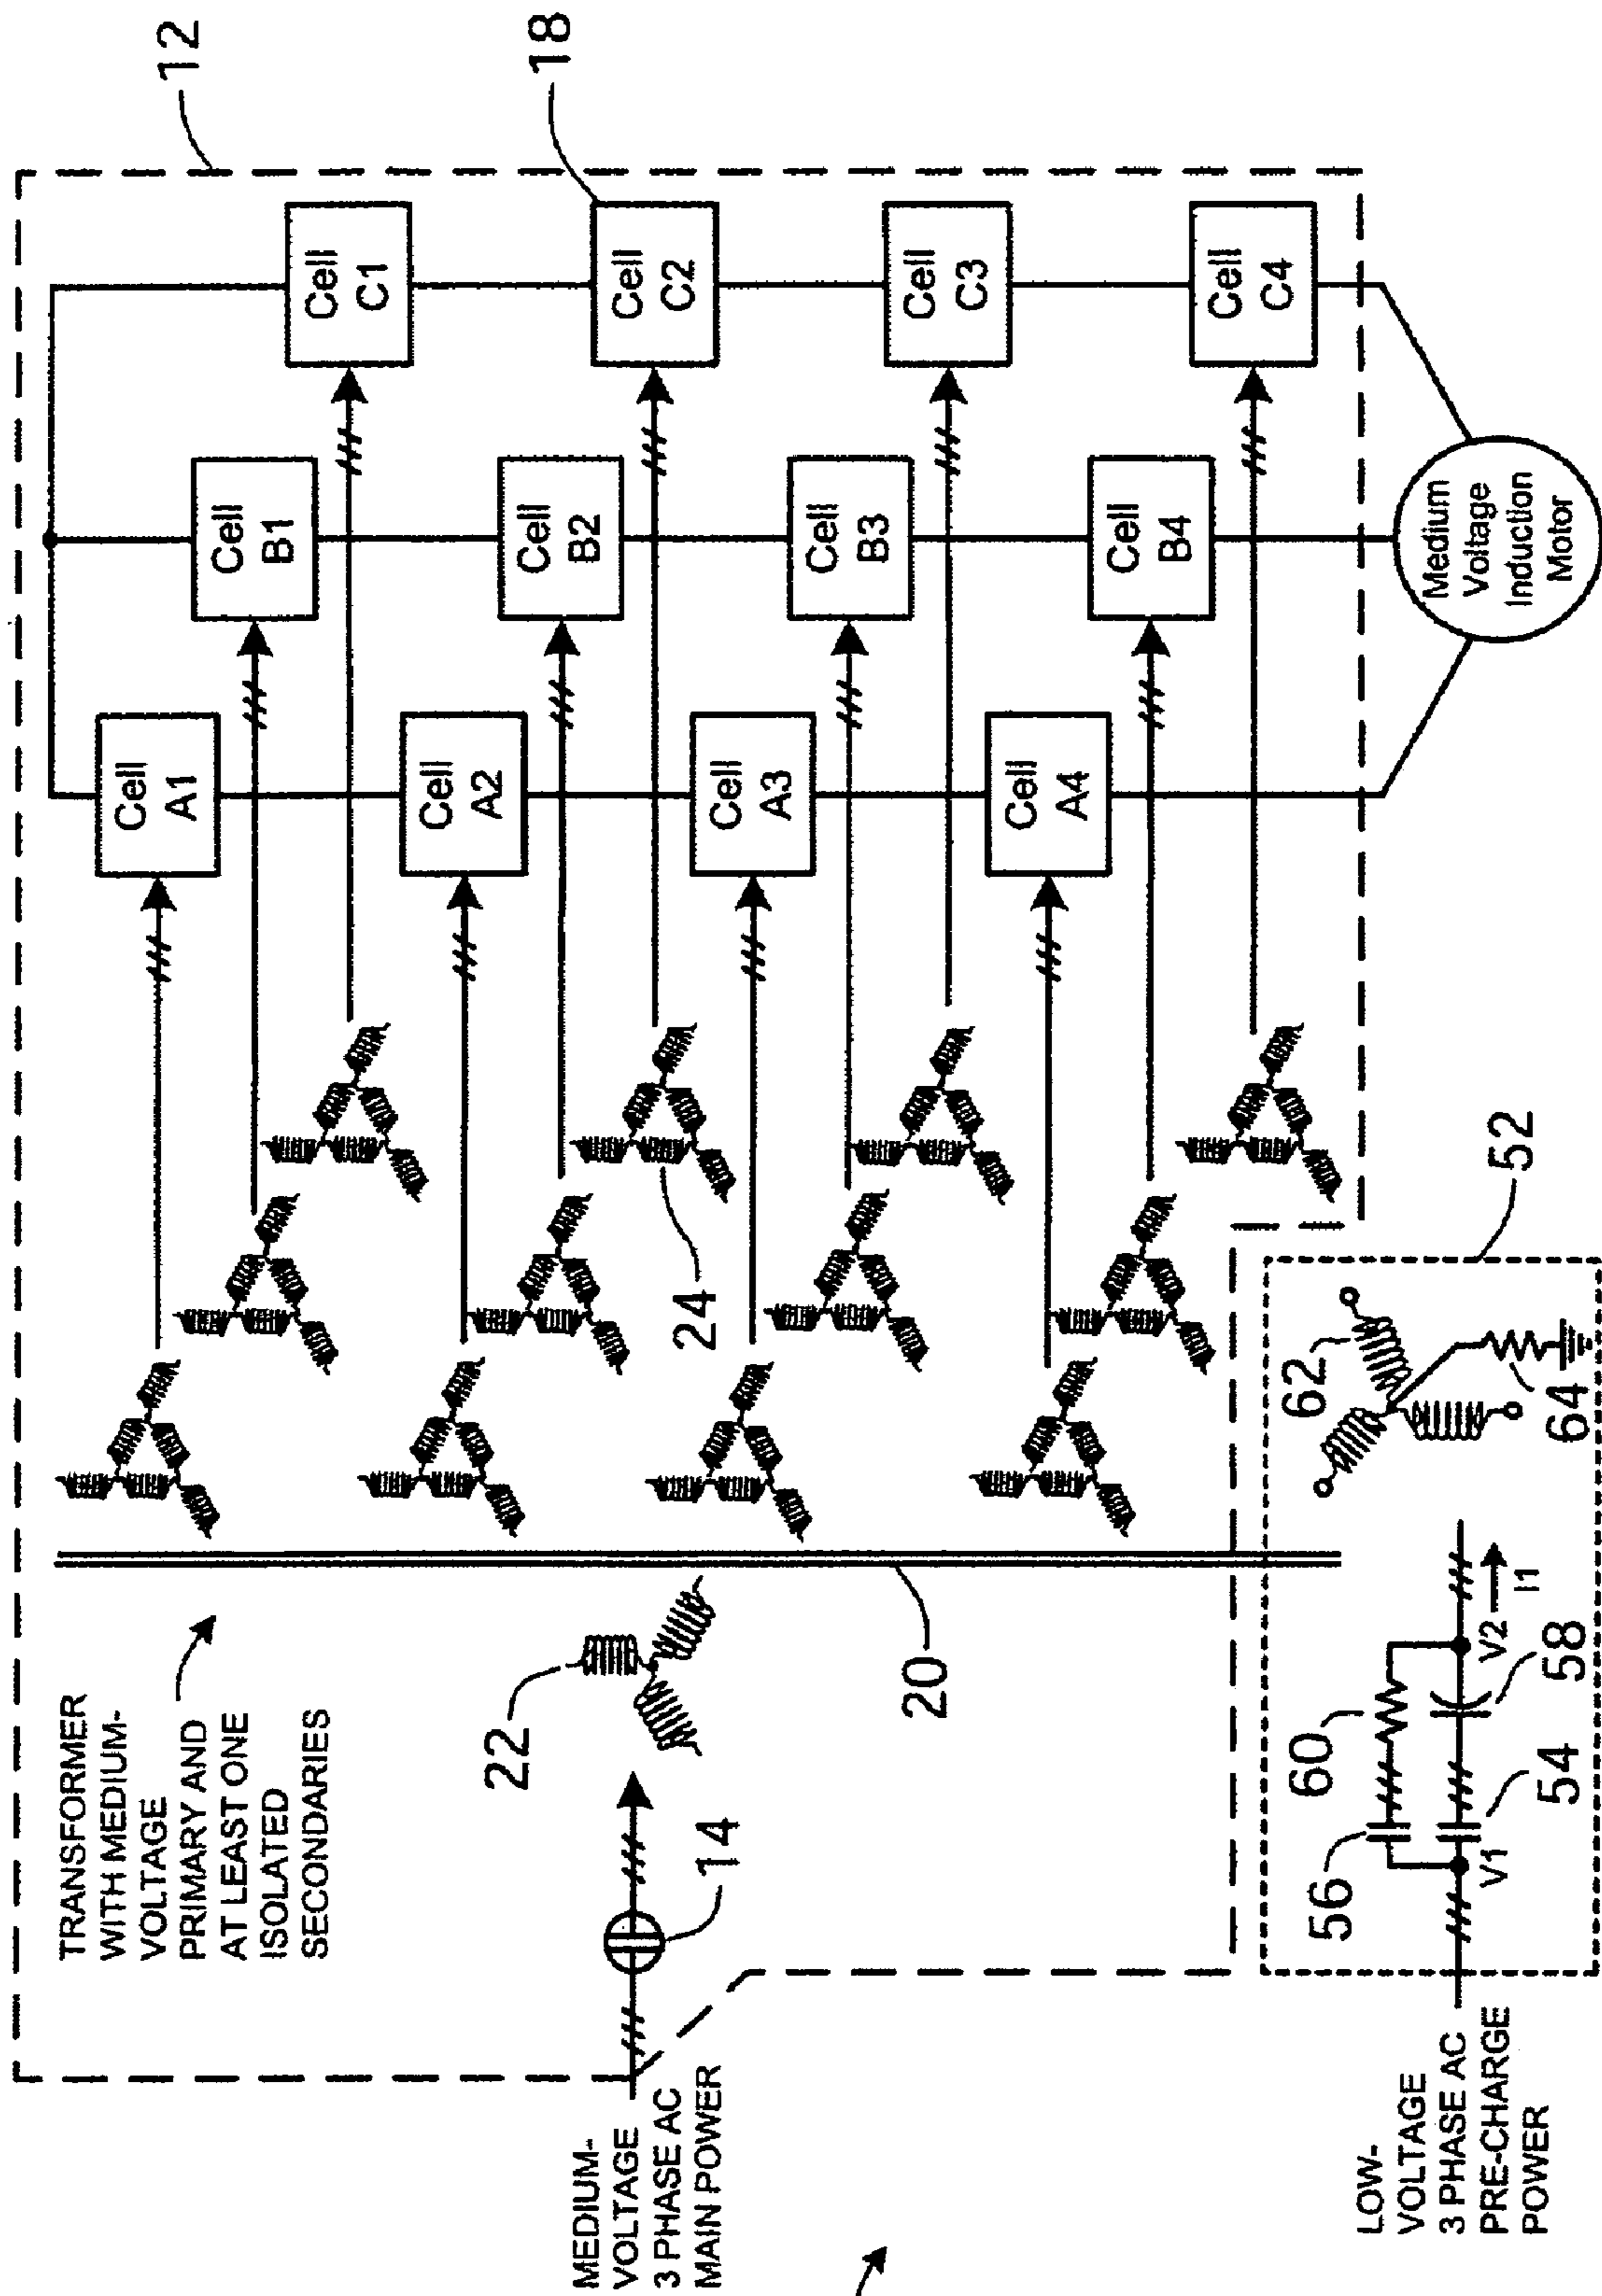 12
18
TRANSFORMER
WITH MEDIUM-
VOLTAGE
PRIMARY AND
AT LEAST ONE
ISOLATED
SECONDARIES
Cell
A1
Cell
B1
Cell
C1
Cell
A2
Cell
B2
Cell
C2
Cell
A3
Cell
B3
Cell
C3
Cell
A4
Cell
B4
Cell
C4
22
24
20
14
MEDIUM-
VOLTAGE
3 PHASE AC
MAIN POWER
Medium
Voltage
Induction
Motor
52
62
64
60
56
V1
54
V2
I1
58
LOW-
VOLTAGE
3 PHASE AC
PRE-CHARGE
POWER